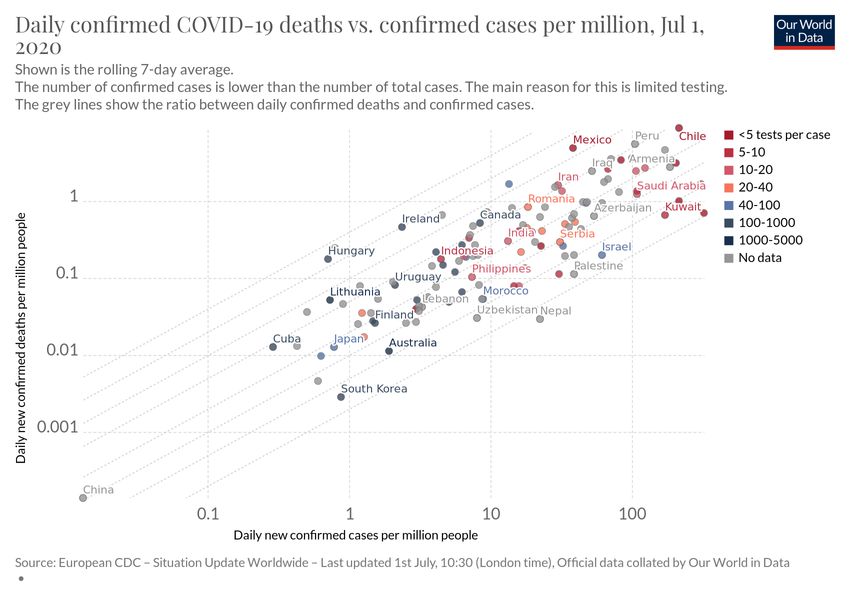 Daily confirmed COVID-19 deaths vs. confirmed cases per million, Jul 1,
2020
Our World
in Data
Shown is the rolling 7-day average.
The number of confirmed cases is lower than the number of total cases. The main reason for this is limited testing.
The grey lines show the ratio between daily confirmed deaths and confirmed cases.
<5 tests per case
5-10
10-20
20-40
40-100
100-1000
1000-5000
No data
Mexico
Peru
Chile
Iraq
Armenia
Iran
Saudi Arabia
Romania
Kuwait
Azerbaijan
Ireland
Canada
India
Serbia
Hungary
Indonesia
Israel
Philippines
Palestine
Uruguay
Lithuania
Lebanon
Morocco
Finland
Uzbekistan
Nepal
Cuba
Japan
Australia
South Korea
China
1
0.1
0.01
0.001
Daily new confirmed deaths per million people
0.1
1
10
100
Daily new confirmed cases per million people
Source: European CDC – Situation Update Worldwide – Last updated 1st July, 10:30 (London time), Official data collated by Our World in Data